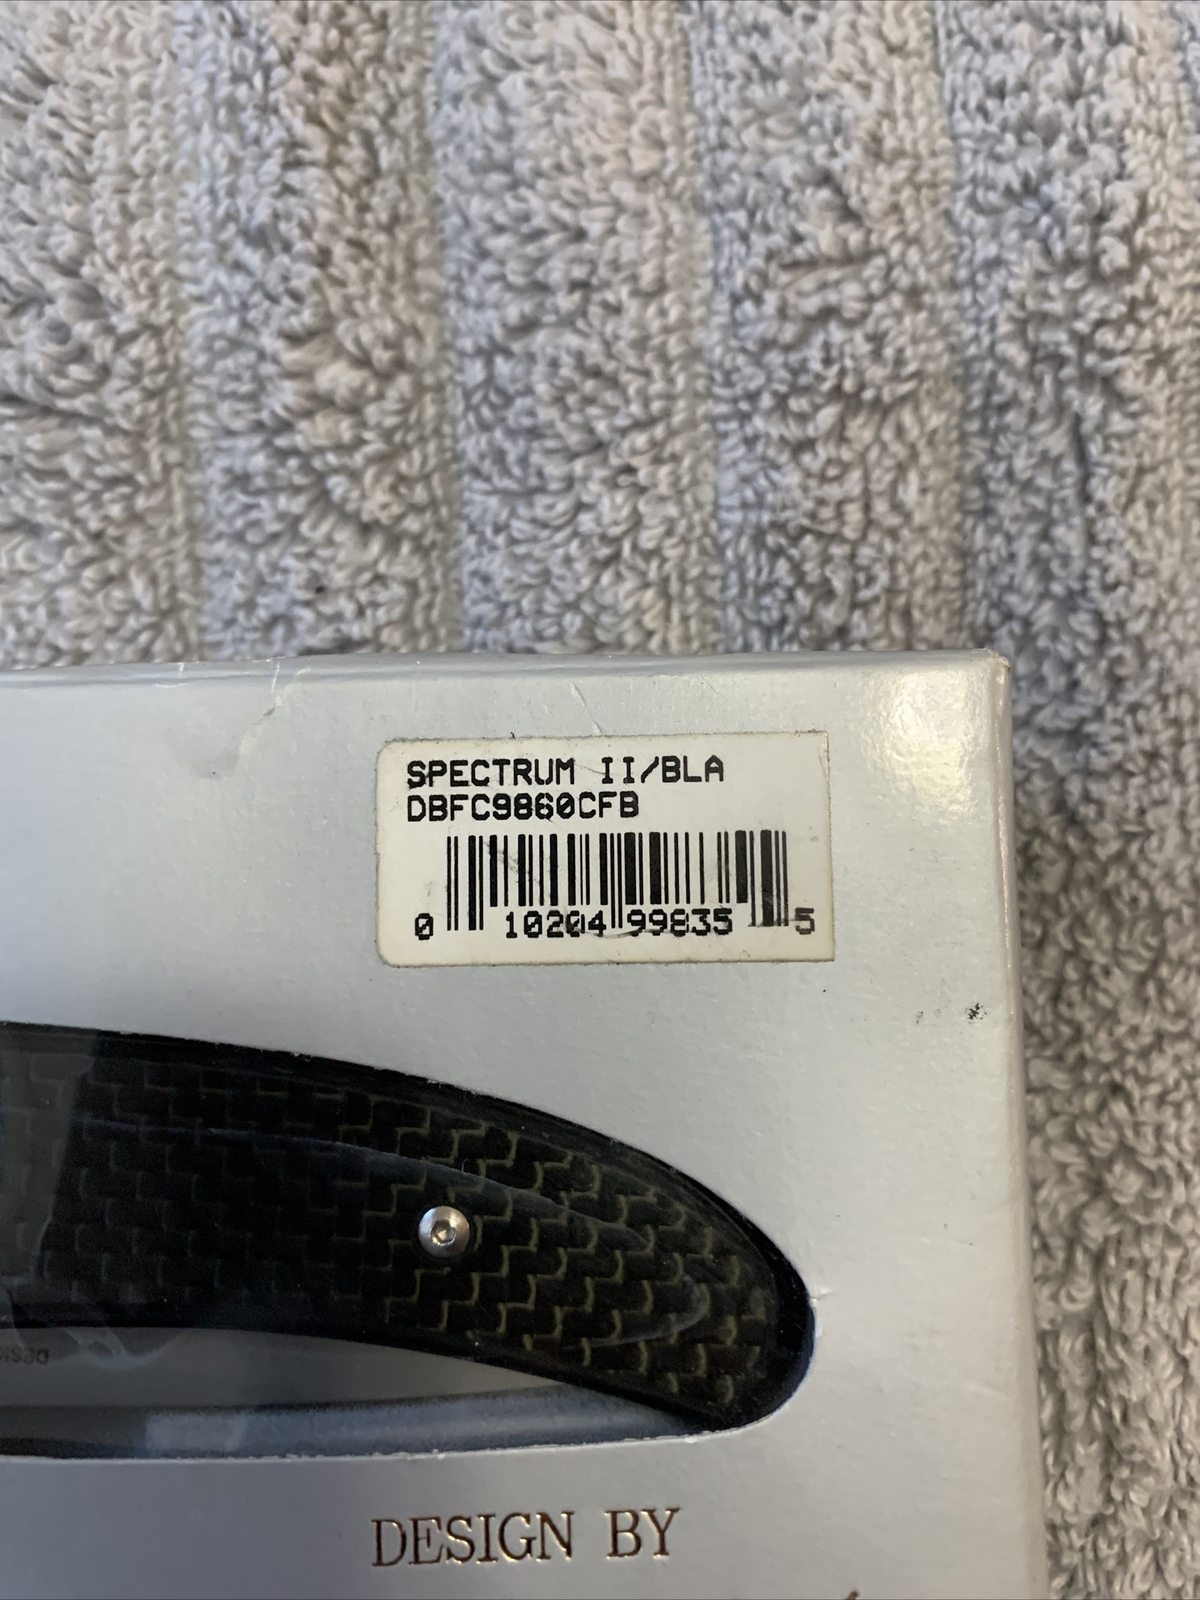 SPECTRUM II/BLA
DBFC9860CFB
0 10204 99835 5
DESIGN BY